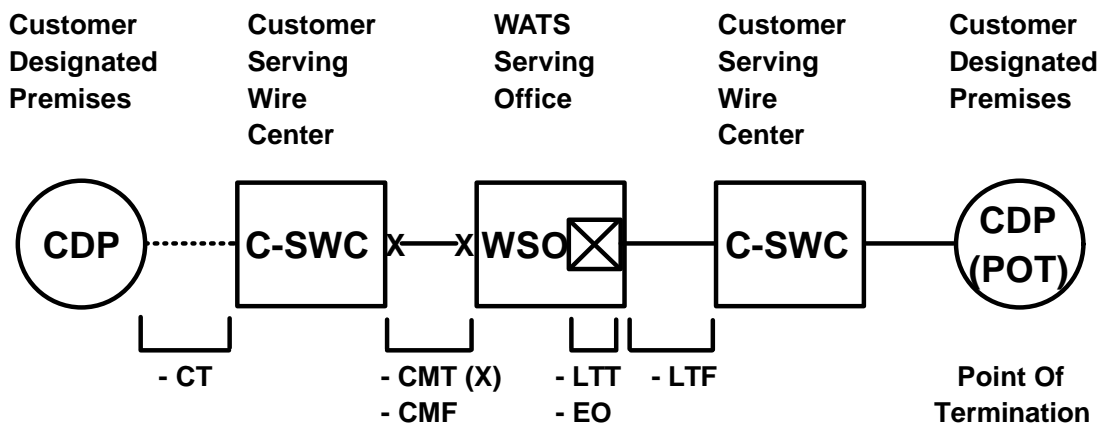 Customer
Designated
Premises
Customer
Serving
Wire
Center
WATS
Serving
Office
Customer
Serving
Wire
Center
Customer
Designated
Premises
CDP
C-SWC
X
X
WSO
C-SWC
CDP
(POT)
- CT
- CMT (X)
- CMF
- LTT
- EO
- LTF
Point Of
Termination